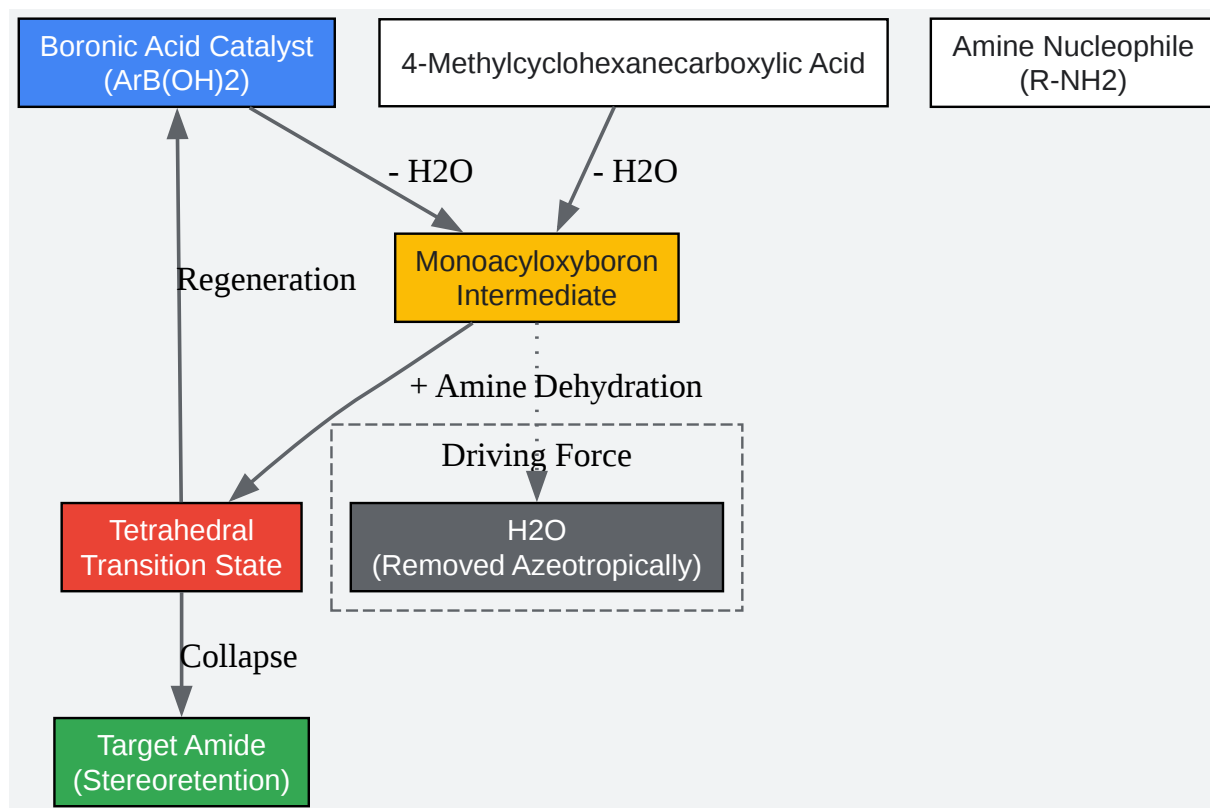 Boronic Acid Catalyst
(ArB(OH)2)
4-Methylcyclohexanecarboxylic Acid
Amine Nucleophile
(R-NH2)
- H2O
- H2O
Monoacyloxyboron
Intermediate
Regeneration
+ Amine
Dehydration
Driving Force
Tetrahedral
Transition State
H2O
(Removed Azeotropically)
Collapse
Target Amide
(Stereoretention)